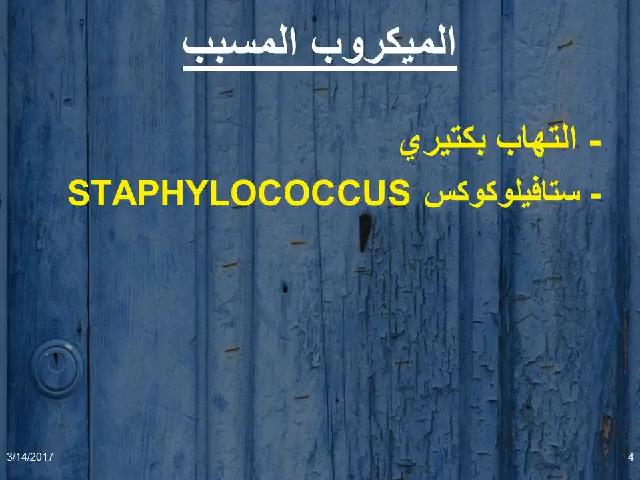 الميكروب المسبب
- التهاب بكتيري
- ستافيلوكوكس STAPHYLOCOCCUS
3/14/2017
4